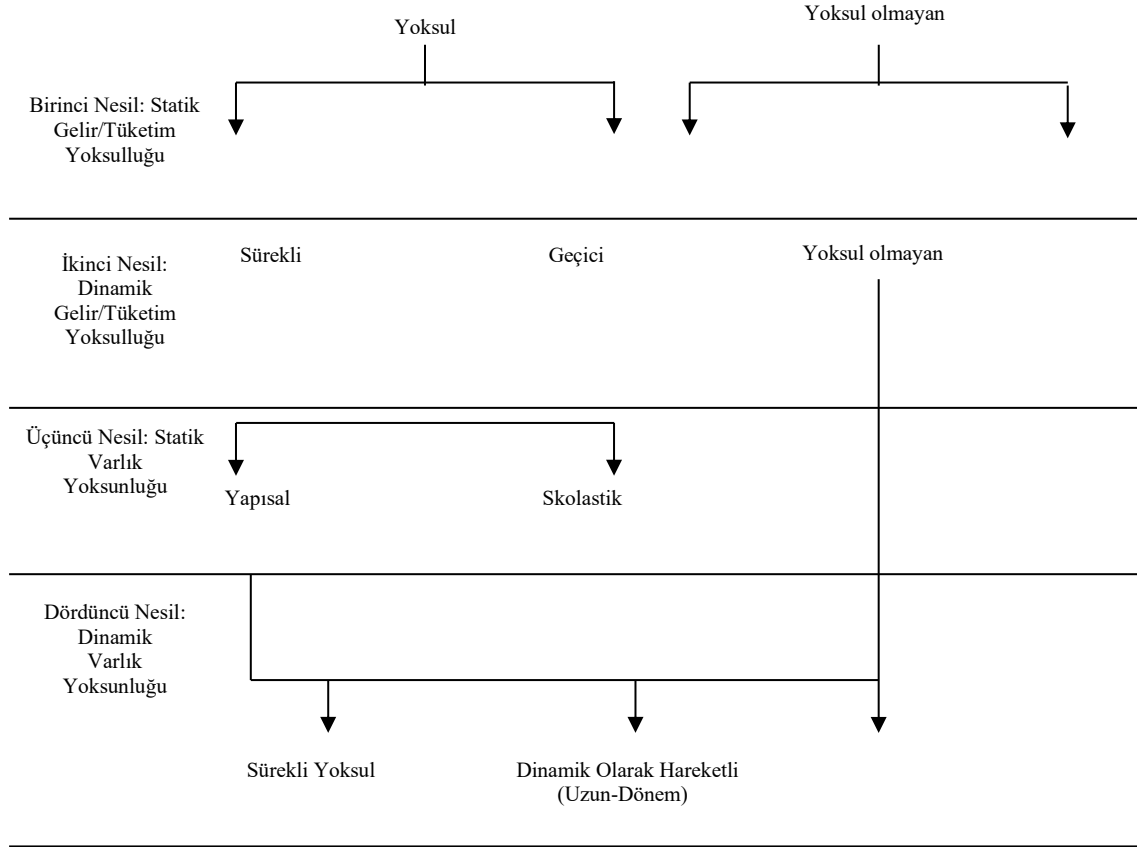 Yoksul
Yoksul olmayan
Birinci Nesil: Statik
Gelir/Tüketim
Yoksulluğu
İkinci Nesil:
Dinamik
Gelir/Tüketim
Yoksulluğu
Sürekli
Geçici
Yoksul olmayan
Üçüncü Nesil: Statik
Varlık
Yoksunluğu
Yapısal
Skolastik
Dördüncü Nesil:
Dinamik
Varlık
Yoksunluğu
Sürekli Yoksul
Dinamik Olarak Hareketli
(Uzun-Dönem)